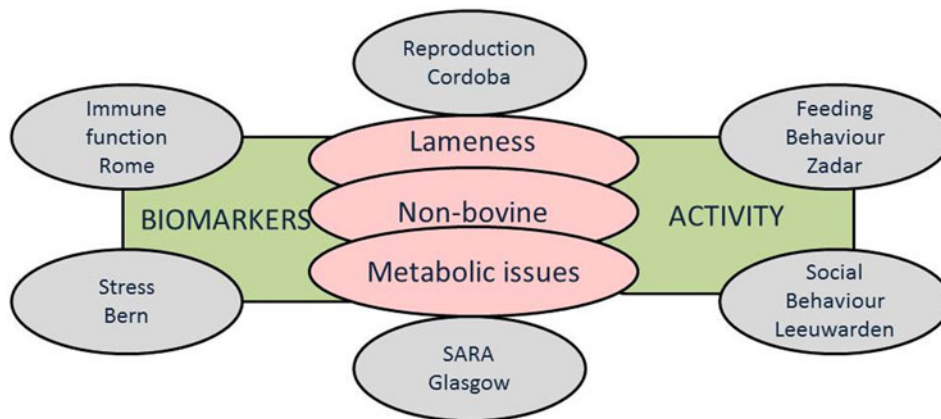 Reproduction
Cordoba
Immune
function
Rome
Lameness
Feeding
Behaviour
Zadar
BIOMARKERS
Non-bovine
ACTIVITY
Stress
Bern
Metabolic issues
Social
Behaviour
Leeuwarden
SARA
Glasgow